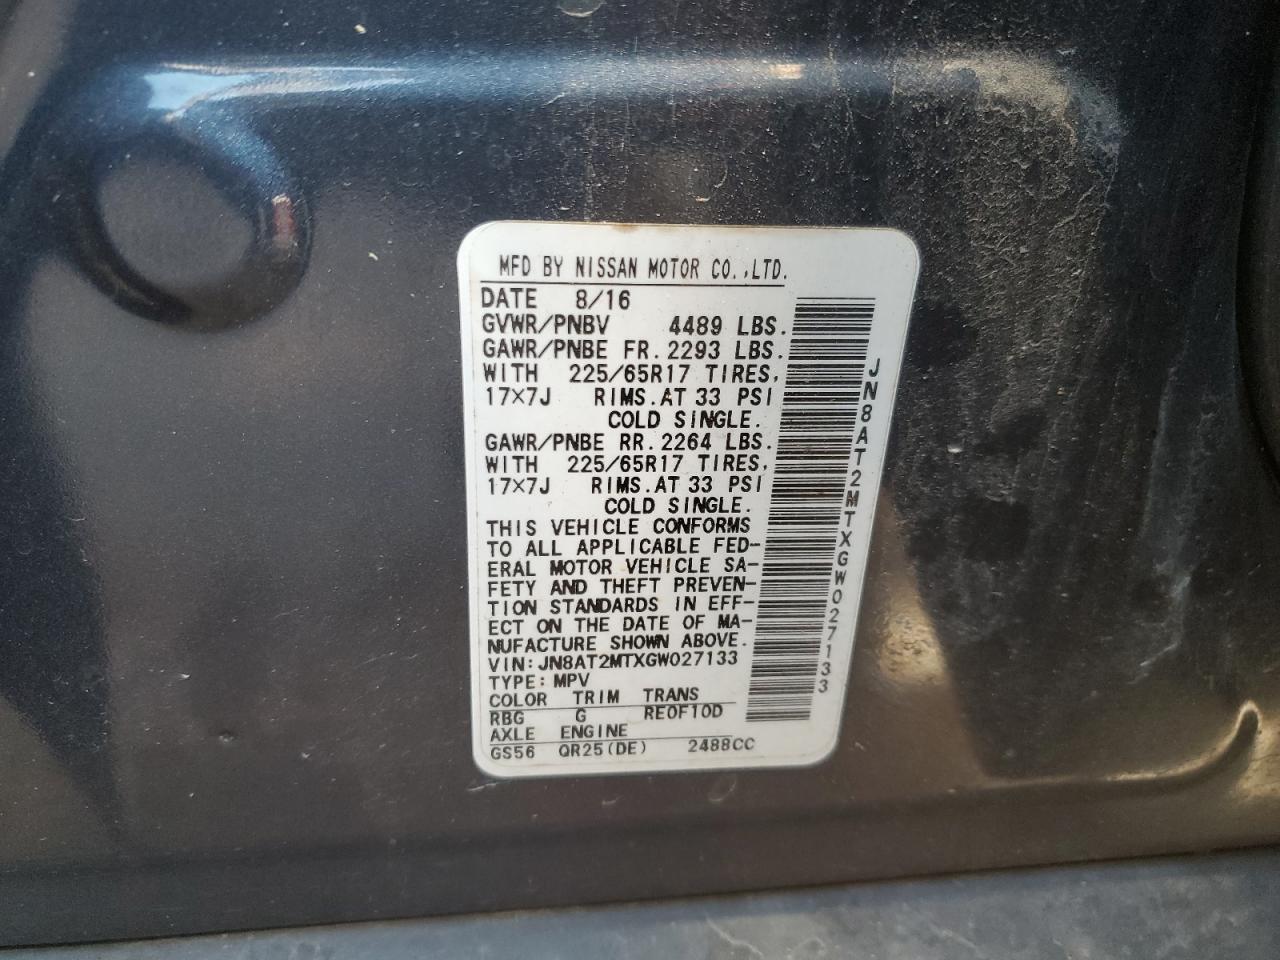 MFD BY NISSAN MOTOR CO.,LTD.
DATE 8/16
GVWR/PNBV 4489 LBS.
GAWR/PNBE FR. 2293 LBS.
WITH 225/65R17 TIRES,
17×7J RIMS.AT 33 PSI
COLD SINGLE.
GAWR/PNBE RR. 2264 LBS.
WITH 225/65R17 TIRES,
17×7J RIMS.AT 33 PSI
COLD SINGLE.
THIS VEHICLE CONFORMS
TO ALL APPLICABLE FED-
ERAL MOTOR VEHICLE SA-
FETY AND THEFT PREVEN-
TION STANDARDS IN EFF-
ECT ON THE DATE OF MA-
NUFACTURE SHOWN ABOVE.
VIN:JN8AT2MTXGW027133
TYPE:MPV
COLOR TRIM TRANS
RBG G RE0F10D
AXLE ENGINE
GS56 QR25(DE) 2488CC
JN8AT2MTXGW027133